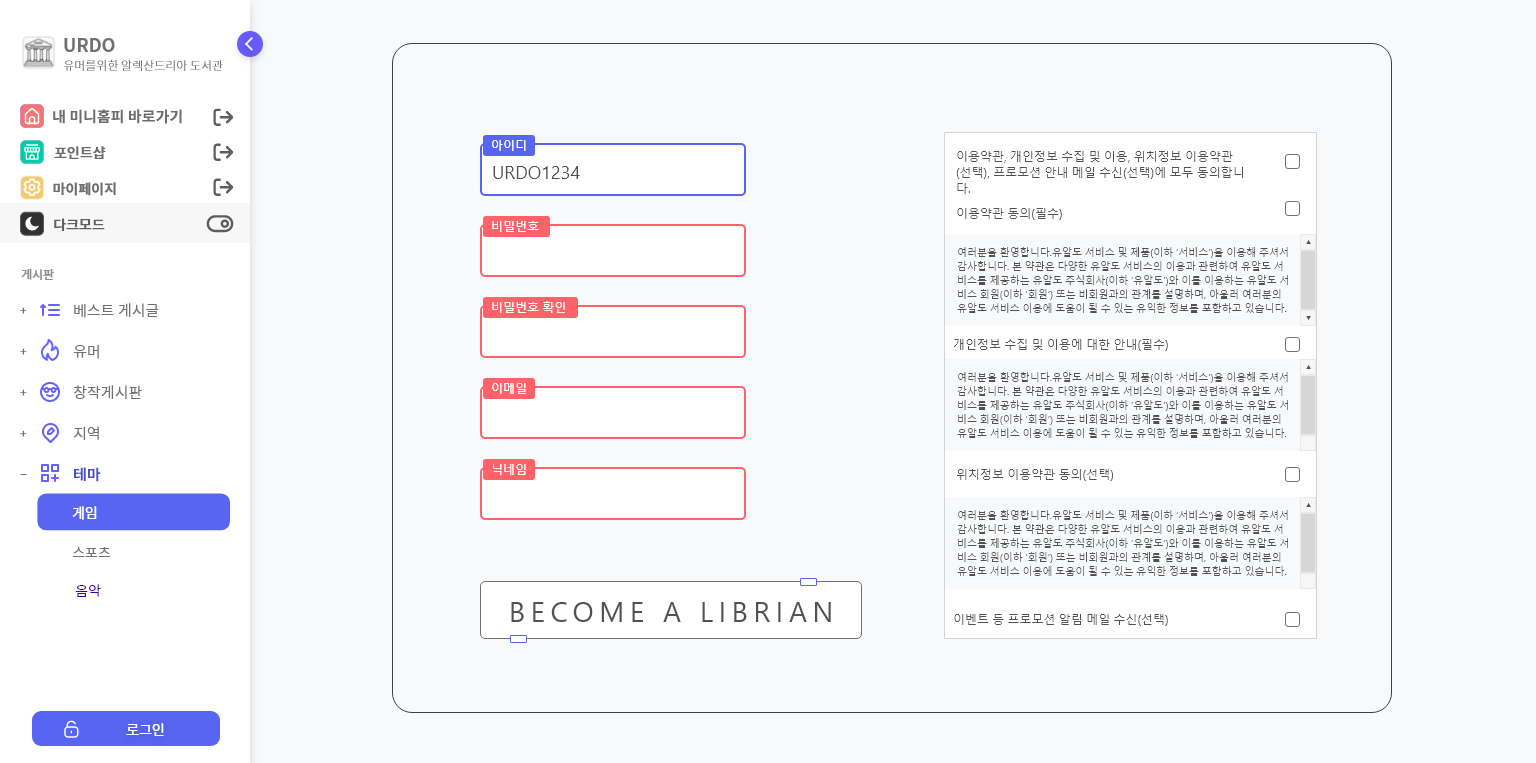 URDO
유머를위한 알렉산드리아 도서관
내 미니홈피 바로가기
포인트샵
마이페이지
다크모드
게시판
+ 베스트 게시글
+ 유머
+ 창작게시판
+ 지역
− 테마
게임
스포츠
음악
로그인
아이디
URDO1234
비밀번호
비밀번호 확인
이메일
닉네임
BECOME A LIBRIAN
이용약관, 개인정보 수집 및 이용, 위치정보 이용약관
(선택), 프로모션 안내 메일 수신(선택)에 모두 동의합니
다.
이용약관 동의(필수)
여러분을 환영합니다.유알도 서비스 및 제품(이하 '서비스')을 이용해 주셔서
감사합니다. 본 약관은 다양한 유알도 서비스의 이용과 관련하여 유알도 서
비스를 제공하는 유알도 주식회사(이하 '유알도')와 이를 이용하는 유알도 서
비스 회원(이하 '회원') 또는 비회원과의 관계를 설명하며, 아울러 여러분의
유알도 서비스 이용에 도움이 될 수 있는 유익한 정보를 포함하고 있습니다.
개인정보 수집 및 이용에 대한 안내(필수)
여러분을 환영합니다.유알도 서비스 및 제품(이하 '서비스')을 이용해 주셔서
감사합니다. 본 약관은 다양한 유알도 서비스의 이용과 관련하여 유알도 서
비스를 제공하는 유알도 주식회사(이하 '유알도')와 이를 이용하는 유알도 서
비스 회원(이하 '회원') 또는 비회원과의 관계를 설명하며, 아울러 여러분의
유알도 서비스 이용에 도움이 될 수 있는 유익한 정보를 포함하고 있습니다.
위치정보 이용약관 동의(선택)
여러분을 환영합니다.유알도 서비스 및 제품(이하 '서비스')을 이용해 주셔서
감사합니다. 본 약관은 다양한 유알도 서비스의 이용과 관련하여 유알도 서
비스를 제공하는 유알도 주식회사(이하 '유알도')와 이를 이용하는 유알도 서
비스 회원(이하 '회원') 또는 비회원과의 관계를 설명하며, 아울러 여러분의
유알도 서비스 이용에 도움이 될 수 있는 유익한 정보를 포함하고 있습니다.
이벤트 등 프로모션 알림 메일 수신(선택)